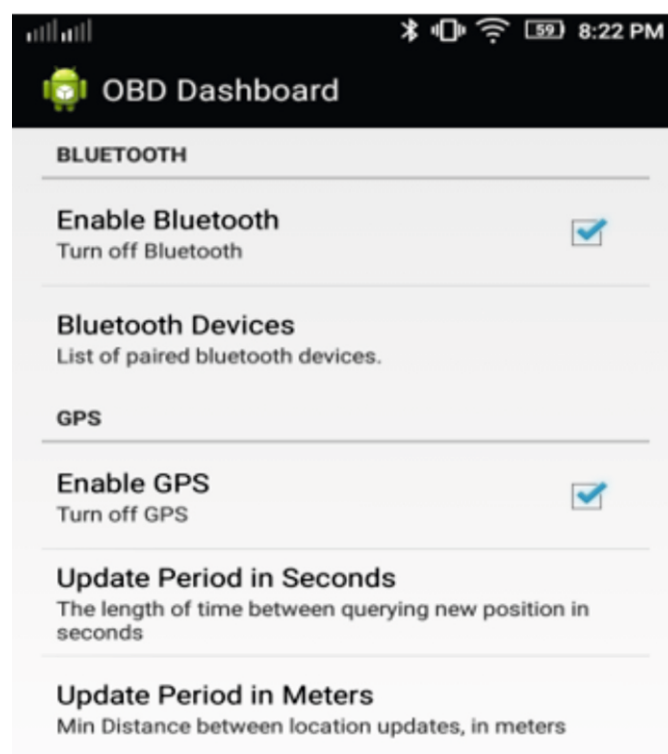 59 8:22 PM
OBD Dashboard
BLUETOOTH
Enable Bluetooth
Turn off Bluetooth
Bluetooth Devices
List of paired bluetooth devices.
GPS
Enable GPS
Turn off GPS
Update Period in Seconds
The length of time between querying new position in
seconds
Update Period in Meters
Min Distance between location updates, in meters